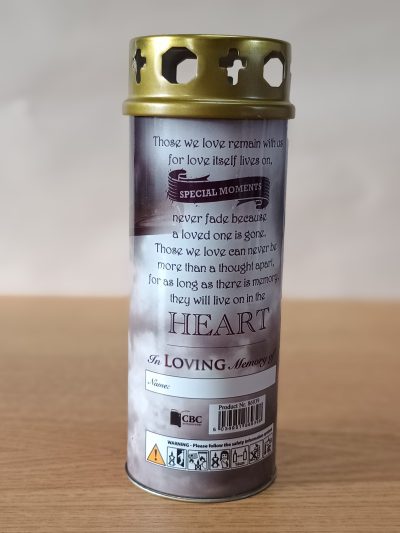 Those we love remain with us
for love itself lives on,
SPECIAL MOMENTS
never fade because
a loved one is gone.
Those we love can never be
more than a thought apart,
for as long as there is memory,
they will live on in the
HEART
In LOVING Memory of
Name:
Product Nr.
CBC
WARNING - Please follow the safety information